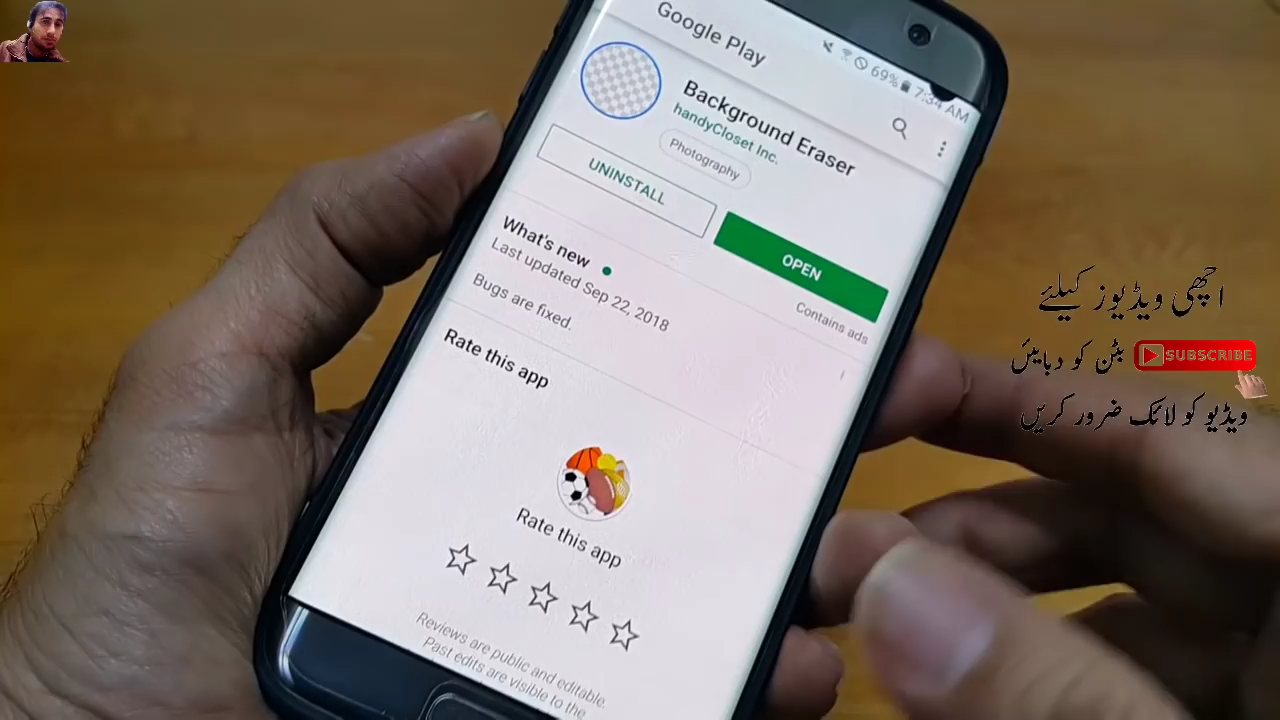 Google Play
69% 7:34 AM
Background Eraser
handyCloset Inc.
Photography
UNINSTALL
OPEN
What's new
Last updated Sep 22, 2018
Contains ads
Bugs are fixed.
Rate this app
Rate this app
Reviews are public and editable.
Past edits are visible to the
اچھی ویڈیوز کیلئے
بٹن کو دبایئں SUBSCRIBE
ویڈیو کو لائک ضرور کریں